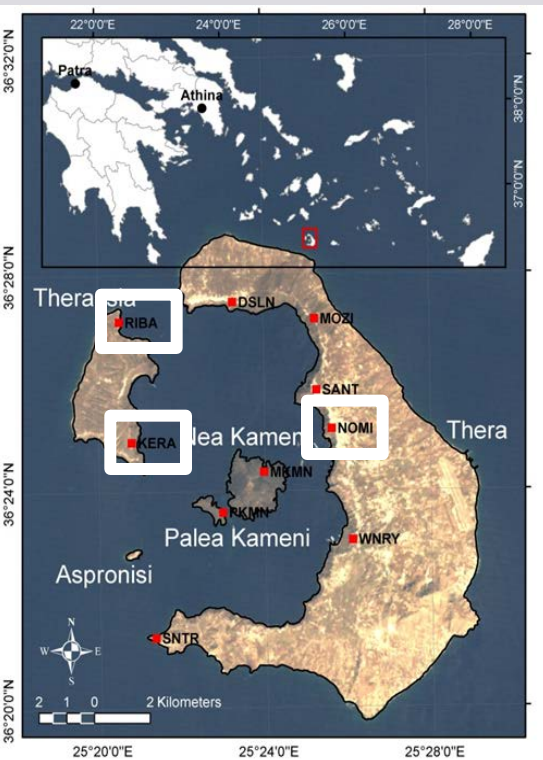 22°0'0"E 24°0'0"E 26°0'0"E 28°0'0"E
36°32'0"N
38°0'0"N
37°0'0"N
Patra
Athina
36°28'0"N
DSLN
RIBA
MOZI
SANT
NOMI
KERA
Thera
MKMN
36°24'0"N
PKMN
Palea Kameni
WNRY
Aspronisi
SNTR
N
W E
S
2 1 0 2 Kilometers
36°20'0"N
25°20'0"E 25°24'0"E 25°28'0"E